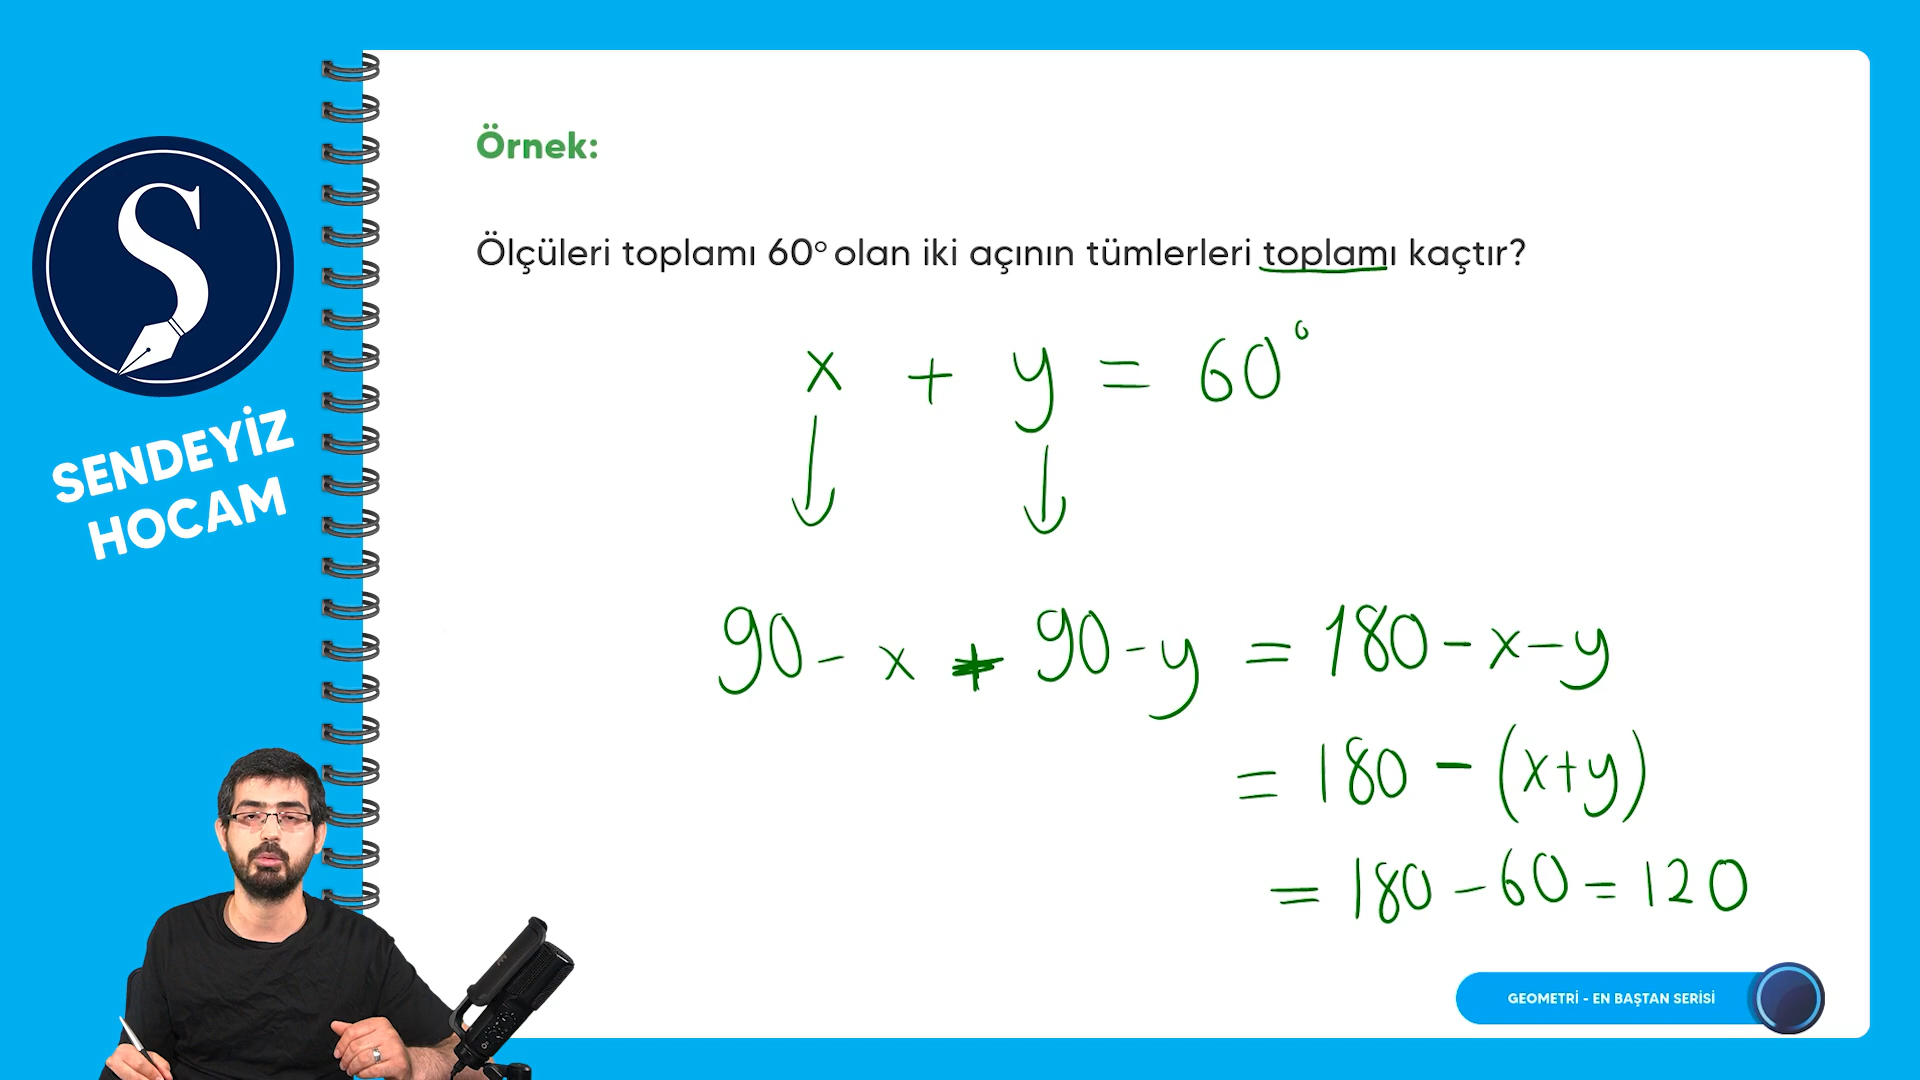 SENDEYİZ
HOCAM
Örnek:
Ölçüleri toplamı 60° olan iki açının tümlerleri toplamı kaçtır?
x + y = 60°
90 - x + 90 - y = 180 - x - y
= 180 - (x+y)
= 180 - 60 = 120
GEOMETRİ - EN BAŞTAN SERİSİ